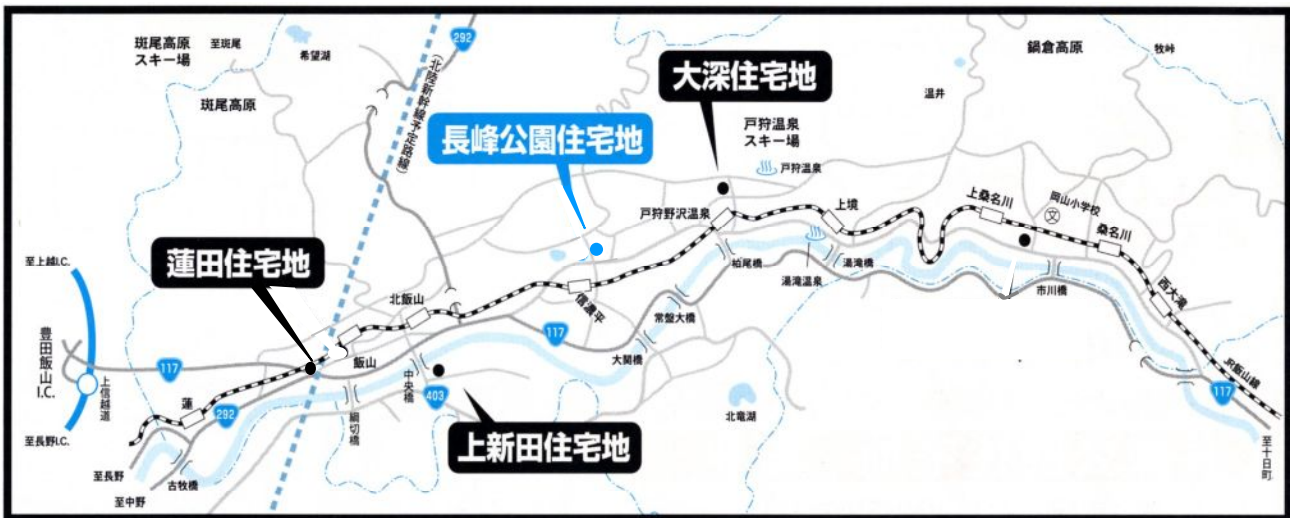 斑尾高原
スキー場
至斑尾
希望湖
292
斑尾高原
(北陸新幹線予定路線)
大深住宅地
鍋倉高原
牧峠
温井
長峰公園住宅地
戸狩温泉
スキー場
戸狩温泉
戸狩野沢温泉
上境
上桑名川
岡山小学校
文
桑名川
蓮田住宅地
至上越I.C.
豊田飯山I.C.
上信越道
至長野I.C.
117
北飯山
信濃平
柏尾橋
湯滝温泉
湯滝橋
市川橋
西大滝
JR飯山線
117
至十日町
飯山
117
常盤大橋
大関橋
中央橋
403
綱切橋
北竜湖
蓮
292
上新田住宅地
至長野
古牧橋
至中野